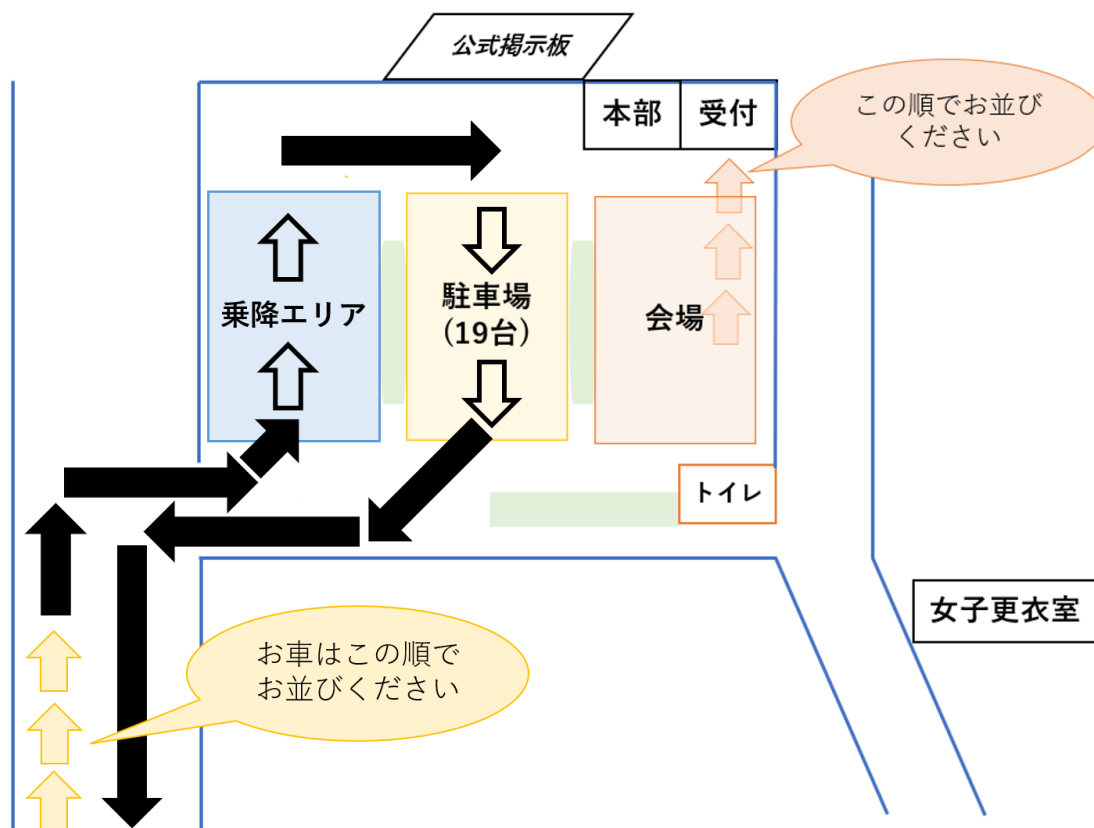 公式掲示板
本部
受付
この順でお並び
ください
乗降エリア
駐車場
(19台)
会場
トイレ
女子更衣室
お車はこの順で
お並びください